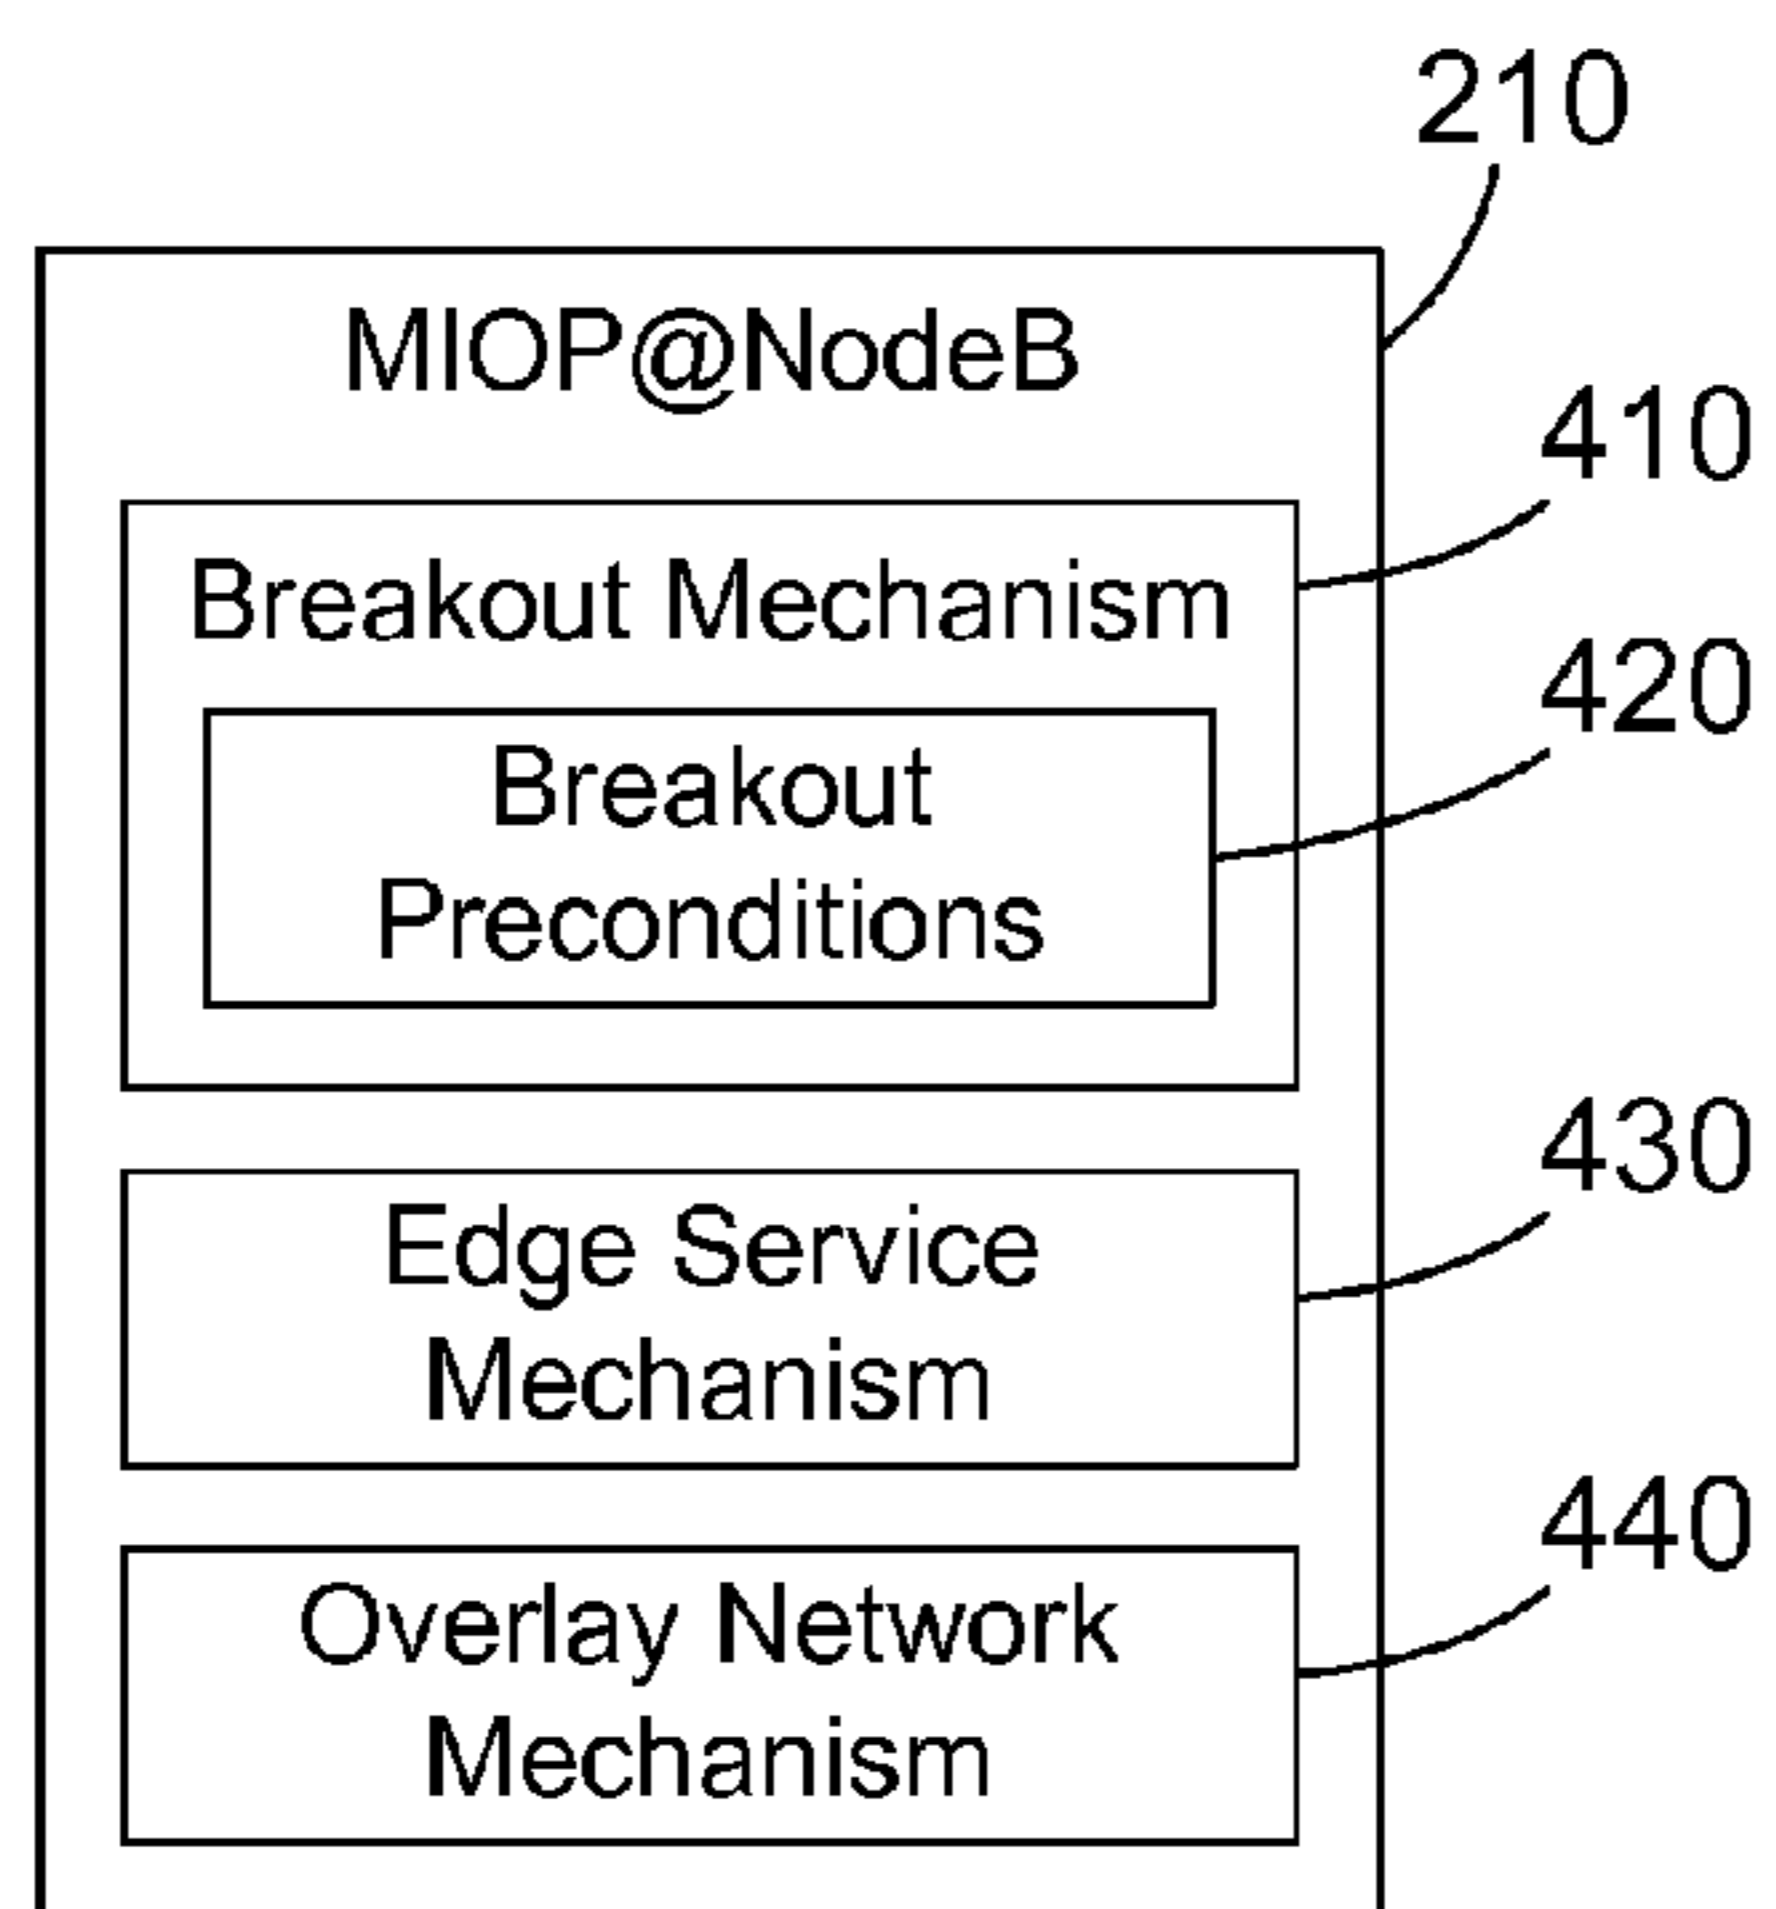 210
MIOP@NodeB
410
Breakout Mechanism
420
Breakout
Preconditions
430
Edge Service
Mechanism
440
Overlay Network
Mechanism